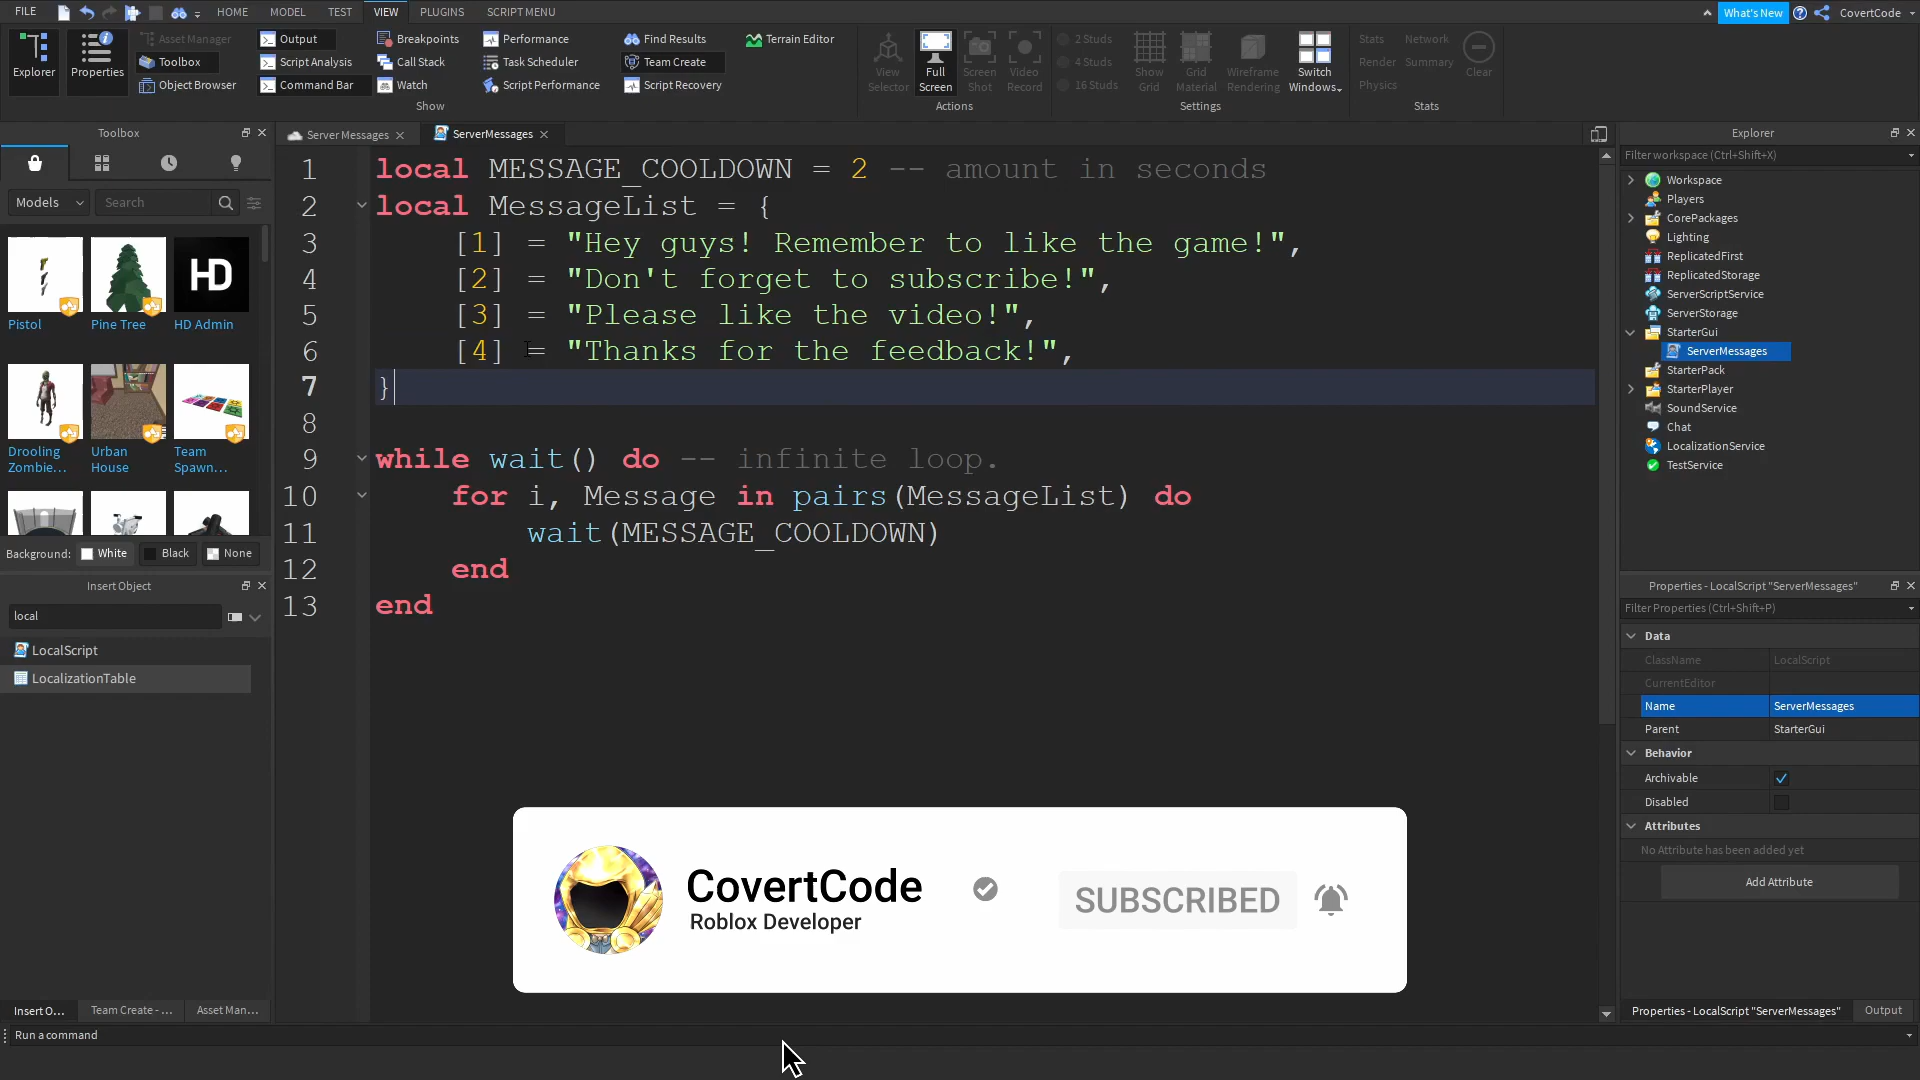 FILE HOME MODEL TEST VIEW PLUGINS SCRIPT MENU What's New CovertCode
Explorer Properties
Asset Manager
Toolbox
Object Browser
Output
Script Analysis
Command Bar
Breakpoints
Call Stack
Watch
Performance
Task Scheduler
Script Performance
Find Results
Team Create
Script Recovery
Terrain Editor
Show
View Selector
Full Screen
Screen Shot
Video Record
Actions
2 Studs
4 Studs
16 Studs
Show Grid
Grid Material
Wireframe Rendering
Switch Windows
Settings
Stats Network
Render Summary
Physics
Clear
Stats
Toolbox
Models Search
Pistol Pine Tree HD Admin
HD
Drooling Zombie...
Urban House
Team Spawn...
Background: White Black None
Insert Object
local
LocalScript
LocalizationTable
Insert O... Team Create - ... Asset Man...
Run a command
Server Messages ServerMessages
1 local MESSAGE_COOLDOWN = 2 -- amount in seconds
2 local MessageList = {
3 [1] = "Hey guys! Remember to like the game!",
4 [2] = "Don't forget to subscribe!",
5 [3] = "Please like the video!",
6 [4] = "Thanks for the feedback!",
7 }
8
9 while wait() do -- infinite loop.
10 for i, Message in pairs(MessageList) do
11 wait(MESSAGE_COOLDOWN)
12 end
13 end
CovertCode
Roblox Developer
SUBSCRIBED
Explorer
Filter workspace (Ctrl+Shift+X)
Workspace
Players
CorePackages
Lighting
ReplicatedFirst
ReplicatedStorage
ServerScriptService
ServerStorage
StarterGui
ServerMessages
StarterPack
StarterPlayer
SoundService
Chat
LocalizationService
TestService
Properties - LocalScript "ServerMessages"
Filter Properties (Ctrl+Shift+P)
Data
ClassName LocalScript
CurrentEditor
Name ServerMessages
Parent StarterGui
Behavior
Archivable
Disabled
Attributes
No Attribute has been added yet
Add Attribute
Properties - LocalScript "ServerMessages" Output